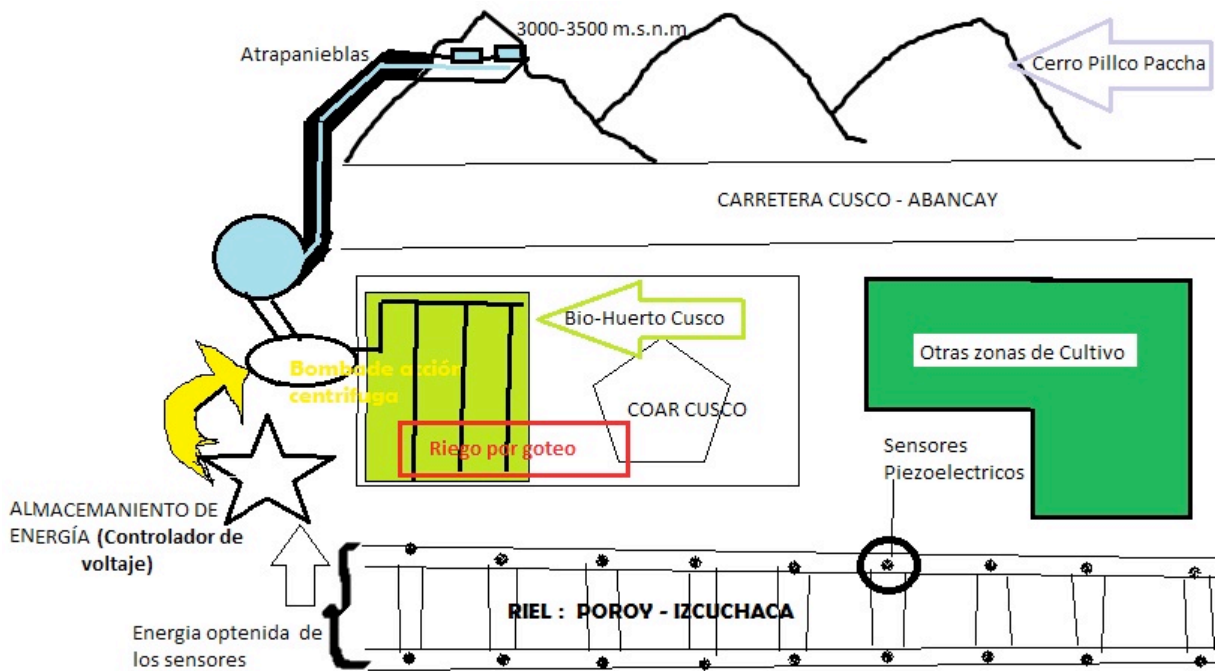 3000-3500 m.s.n.m
Atrapanieblas
Cerro Pillco Paccha
CARRETERA CUSCO - ABANCAY
Bio-Huerto Cusco
Otras zonas de Cultivo
Bombade acción
centrifuga
COAR CUSCO
Riego por goteo
Sensores
Piezoelectricos
ALMACEMANIENTO DE
ENERGÍA (Controlador de
voltaje)
RIEL : POROY - IZCUCHACA
Energia optenida de
los sensores